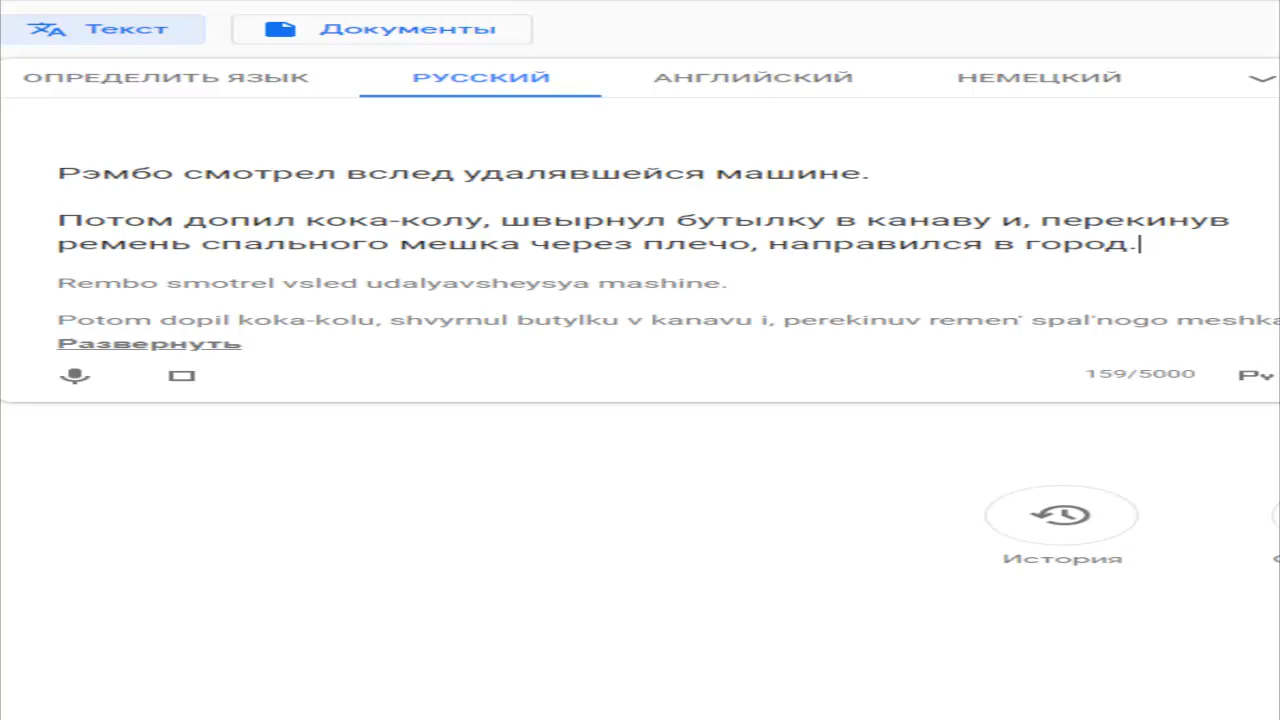 Текст Документы
ОПРЕДЕЛИТЬ ЯЗЫК РУССКИЙ АНГЛИЙСКИЙ НЕМЕЦКИЙ
Рэмбо смотрел вслед удалявшейся машине.
Потом допил кока-колу, швырнул бутылку в канаву и, перекинув
ремень спального мешка через плечо, направился в город.
Rembo smotrel vsled udalyavsheysya mashine.
Potom dopil koka-kolu, shvyrnul butylku v kanavu i, perekinuv remen' spal'nogo meshka
Развернуть
159/5000 Ру
История